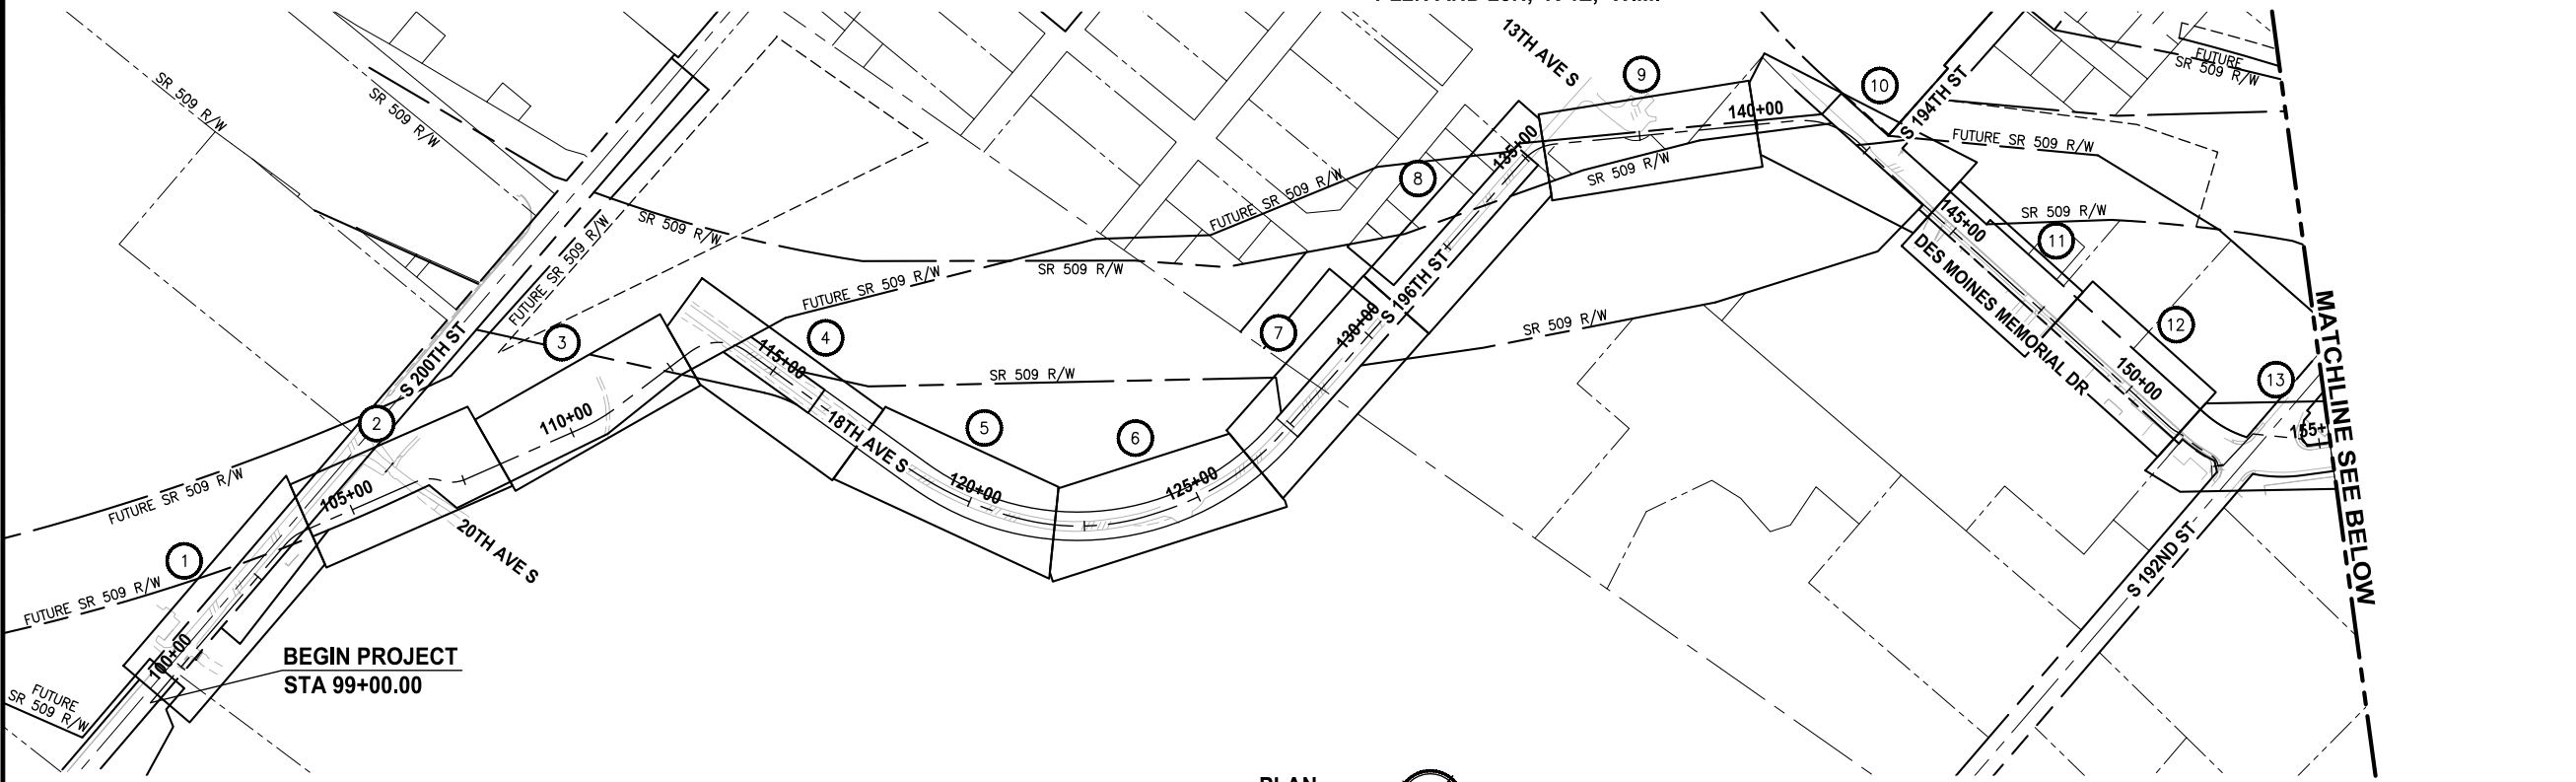 13TH AVE S
9
10
S 194TH ST
FUTURE
SR 509 R/W
SR 509 R/W
SR 509 R/W
140+00
135+00
FUTURE SR 509 R/W
SR 509 R/W
8
FUTURE SR 509 R/W
SR 509 R/W
FUTURE SR 509 R/W
SR 509 R/W
145+00
11
SR 509 R/W
FUTURE SR 509 R/W
S 196TH ST
DES MOINES MEMORIAL DR
3
4
7
130+00
SR 509 R/W
12
MATCHLINE SEE BELOW
S 200TH ST
115+00
SR 509 R/W
150+00
13
2
110+00
18TH AVE S
5
6
155+
105+00
120+00
125+00
FUTURE SR 509 R/W
20TH AVE S
1
S 192ND ST
FUTURE SR 509 R/W
100+00
BEGIN PROJECT
STA 99+00.00
FUTURE
SR 509 R/W